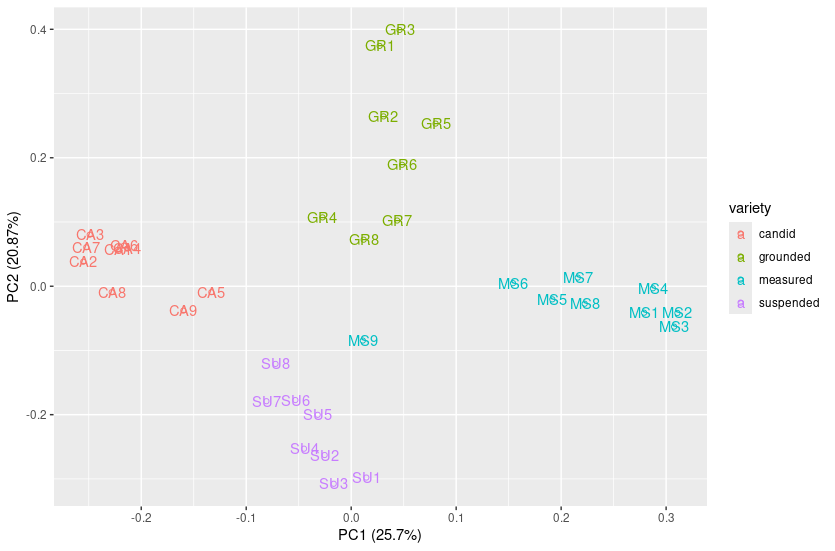 GR3
GR1
0.4
GR2
GR5
GR6
0.2
GR4
GR7
GR8
CA3
CA7
CA6
CA4
CA2
0.0
CA8
CA5
CA9
MS6
MS7
MS4
MS5
MS8
MS1
MS2
MS3
MS9
SU8
SU7
SU6
SU5
-0.2
SU4
SU2
SU3
SU1
-0.2
-0.1
0.0
0.1
0.2
0.3
PC1 (25.7%)
PC2 (20.87%)
variety
a candid
a grounded
a measured
a suspended